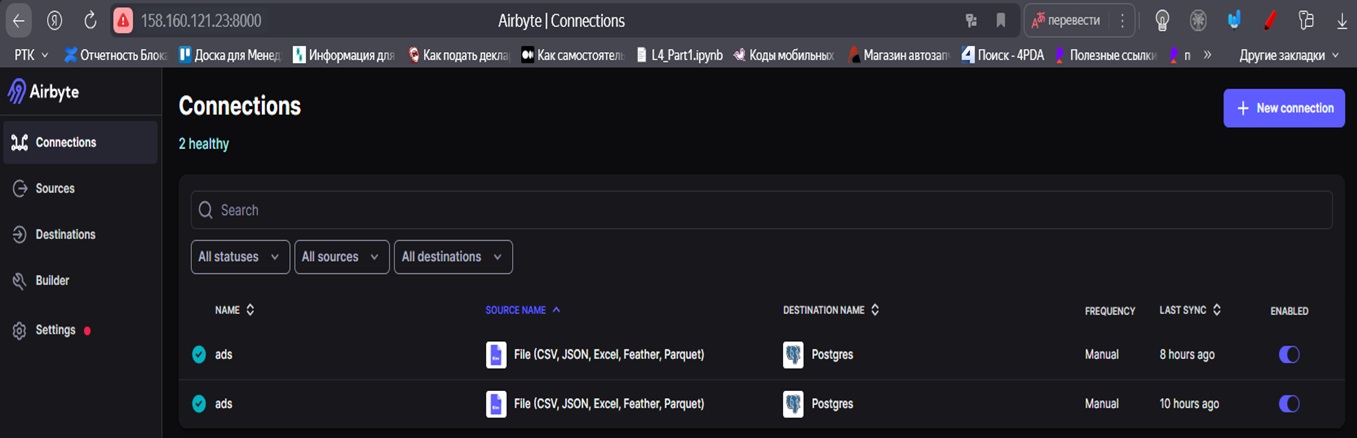 158.160.121.23:8000 Airbyte | Connections перевести
РТК Отчетность Блока Доска для Менед Информация для Как подать декла Как самостоятель L4_Part1.ipynb Коды мобильных Магазин автозап Поиск - 4PDA Полезные ссылки п » Другие закладки
Airbyte
Connections
Sources
Destinations
Builder
Settings
Connections
New connection
2 healthy
Search
All statuses All sources All destinations
NAME SOURCE NAME DESTINATION NAME FREQUENCY LAST SYNC ENABLED
ads File (CSV, JSON, Excel, Feather, Parquet) Postgres Manual 8 hours ago
ads File (CSV, JSON, Excel, Feather, Parquet) Postgres Manual 10 hours ago